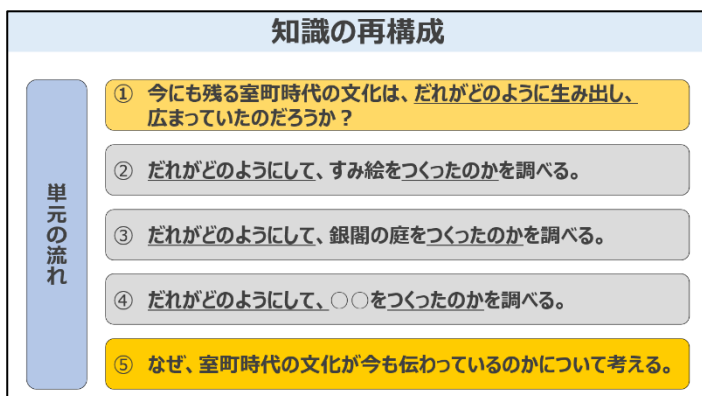 知識の再構成
単元の流れ
① 今にも残る室町時代の文化は、だれがどのように生み出し、
広まっていたのだろうか?
② だれがどのようにして、すみ絵をつくったのかを調べる。
③ だれがどのようにして、銀閣の庭をつくったのかを調べる。
④ だれがどのようにして、○○をつくったのかを調べる。
⑤ なぜ、室町時代の文化が今も伝わっているのかについて考える。